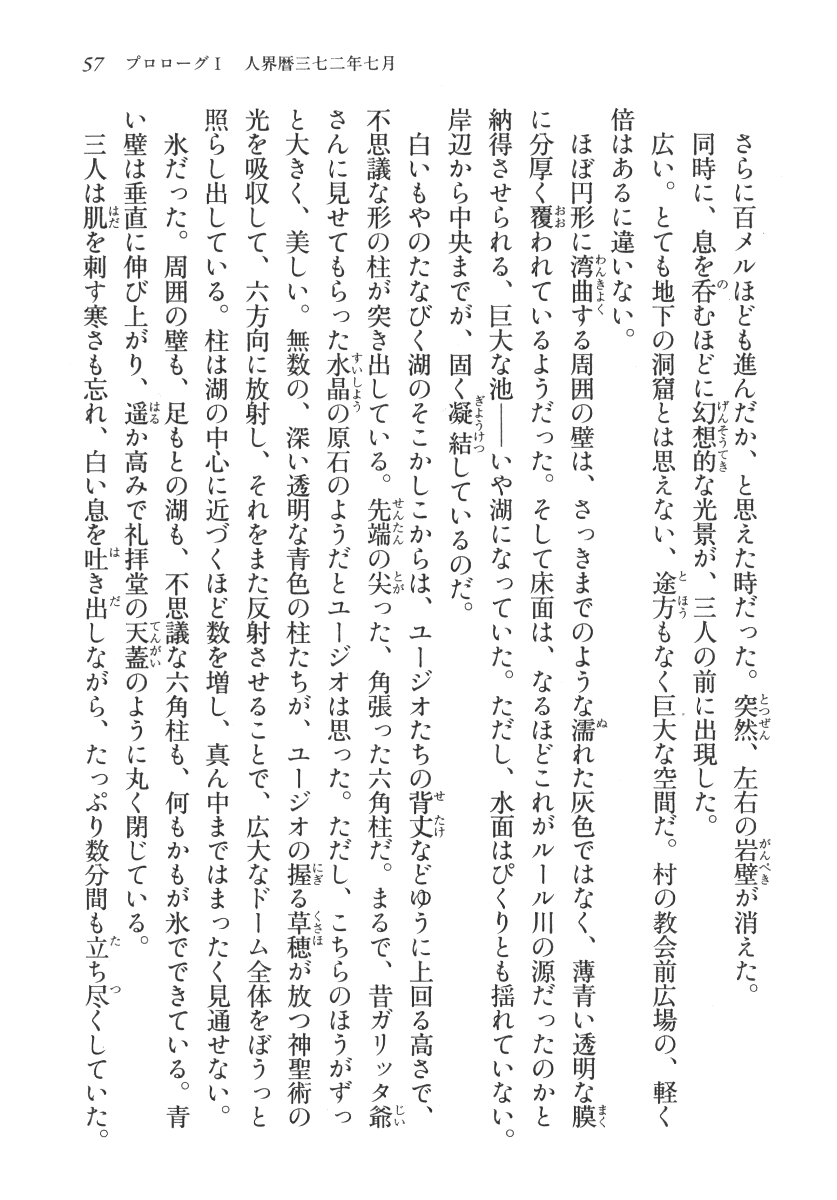 57　プロローグⅠ　人界暦三七二年七月
さらに百メルほども進んだか、と思えた時だった。突然、左右の岩壁が消えた。
同時に、息を呑むほどに幻想的な光景が、三人の前に出現した。
広い。とても地下の洞窟とは思えない、途方もなく巨大な空間だ。村の教会前広場の、軽く
倍はあるに違いない。
ほぼ円形に湾曲する周囲の壁は、さっきまでのような濡れた灰色ではなく、薄青い透明な膜
に分厚く覆われているようだった。そして床面は、なるほどこれがルール川の源だったのかと
納得させられる、巨大な池――いや湖になっていた。ただし、水面はぴくりとも揺れていない。
岸辺から中央までが、固く凝結しているのだ。
白いもやのたなびく湖のそこかしこからは、ユージオたちの背丈などゆうに上回る高さで、
不思議な形の柱が突き出している。先端の尖った、角張った六角柱だ。まるで、昔ガリッタ爺
さんに見せてもらった水晶の原石のようだとユージオは思った。ただし、こちらのほうがずっ
と大きく、美しい。無数の、深い透明な青色の柱たちが、ユージオの握る草穂が放つ神聖術の
光を吸収して、六方向に放射し、それをまた反射させることで、広大なドーム全体をぼうっと
照らし出している。柱は湖の中心に近づくほど数を増し、真ん中まではまったく見通せない。
氷だった。周囲の壁も、足もとの湖も、不思議な六角柱も、何もかもが氷でできている。青
い壁は垂直に伸び上がり、遥か高みで礼拝堂の天蓋のように丸く閉じている。
三人は肌を刺す寒さも忘れ、白い息を吐き出しながら、たっぷり数分間も立ち尽くしていた。